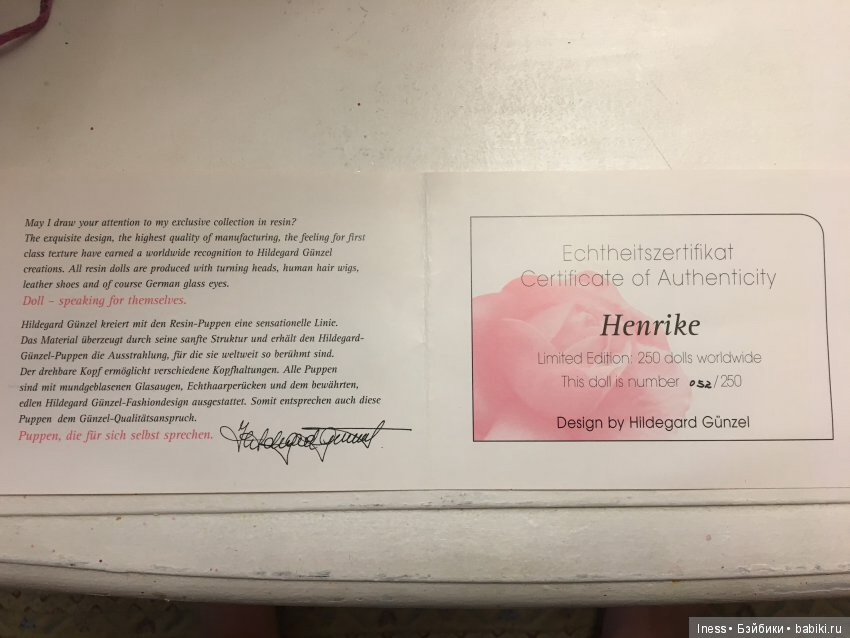 May I draw your attention to my exclusive collection in resin?
The exquisite design, the highest quality of manufacturing, the feeling for first
class texture have earned a worldwide recognition to Hildegard Günzel
creations. All resin dolls are produced with turning heads, human hair wigs,
leather shoes and of course German glass eyes.
Doll – speaking for themselves.
Hildegard Günzel kreiert mit den Resin-Puppen eine sensationelle Linie.
Das Material überzeugt durch seine sanfte Struktur und erhält den Hildegard-
Günzel-Puppen die Ausstrahlung, für die sie weltweit so berühmt sind.
Der drehbare Kopf ermöglicht verschiedene Kopfhaltungen. Alle Puppen
sind mit mundgeblasenen Glasaugen, Echthaarperücken und dem bewährten,
edlen Hildegard Günzel-Fashiondesign ausgestattet. Somit entsprechen auch diese
Puppen dem Günzel-Qualitätsanspruch.
Puppen, die für sich selbst sprechen.
Hildegard Günzel
Echtheitszertifikat
Certificate of Authenticity
Henrike
Limited Edition: 250 dolls worldwide
This doll is number 052/250
Design by Hildegard Günzel
Iness • Бэйбики • babiki.ru